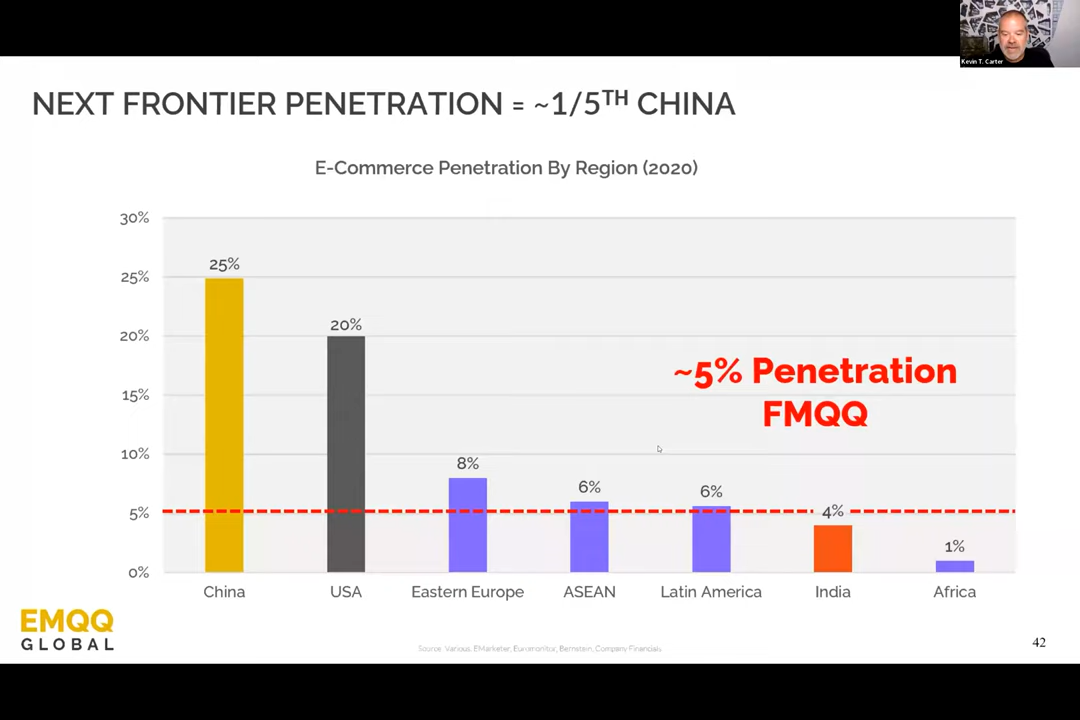 Kevin T. Carter
NEXT FRONTIER PENETRATION = ~1/5TH CHINA
E-Commerce Penetration By Region (2020)
30%
25%
20%
15%
10%
5%
0%
25%
20%
8%
6%
6%
4%
1%
~5% Penetration
FMQQ
China
USA
Eastern Europe
ASEAN
Latin America
India
Africa
EMQQ
GLOBAL
Source: Various, EMarketer, Euromonitor, Bernstein, Company Financials
42